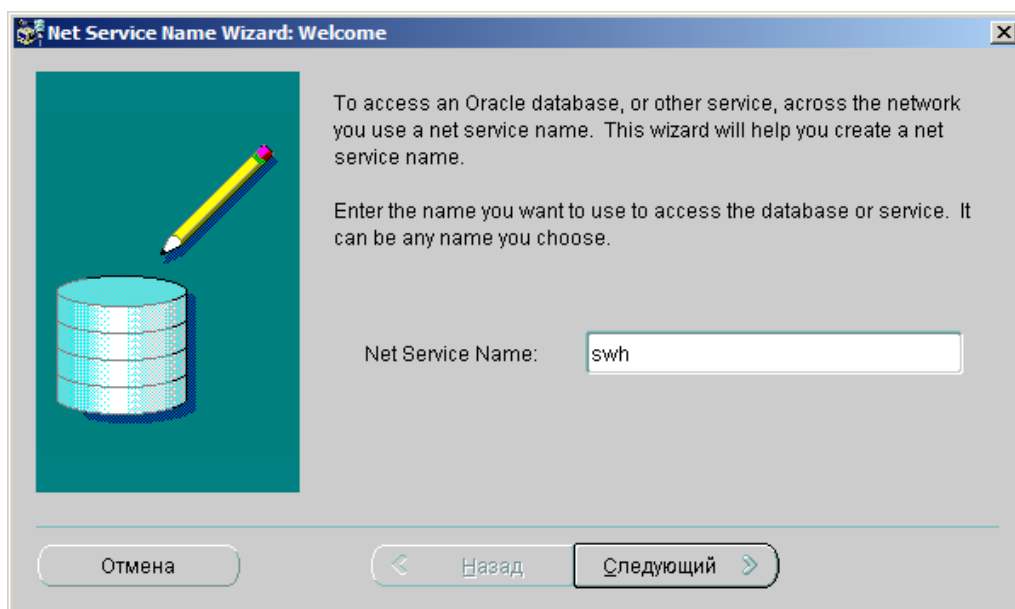 Net Service Name Wizard: Welcome
To access an Oracle database, or other service, across the network
you use a net service name. This wizard will help you create a net
service name.
Enter the name you want to use to access the database or service. It
can be any name you choose.
Net Service Name: swh
Отмена Назад Следующий